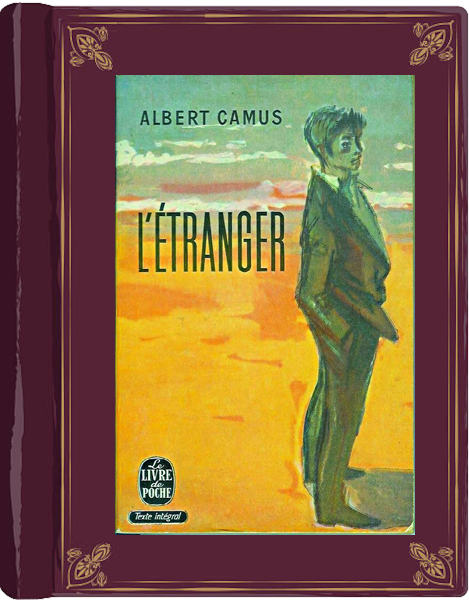 ALBERT CAMUS
L'ÉTRANGER
Le
LIVRE
de
POCHE
Texte intégral